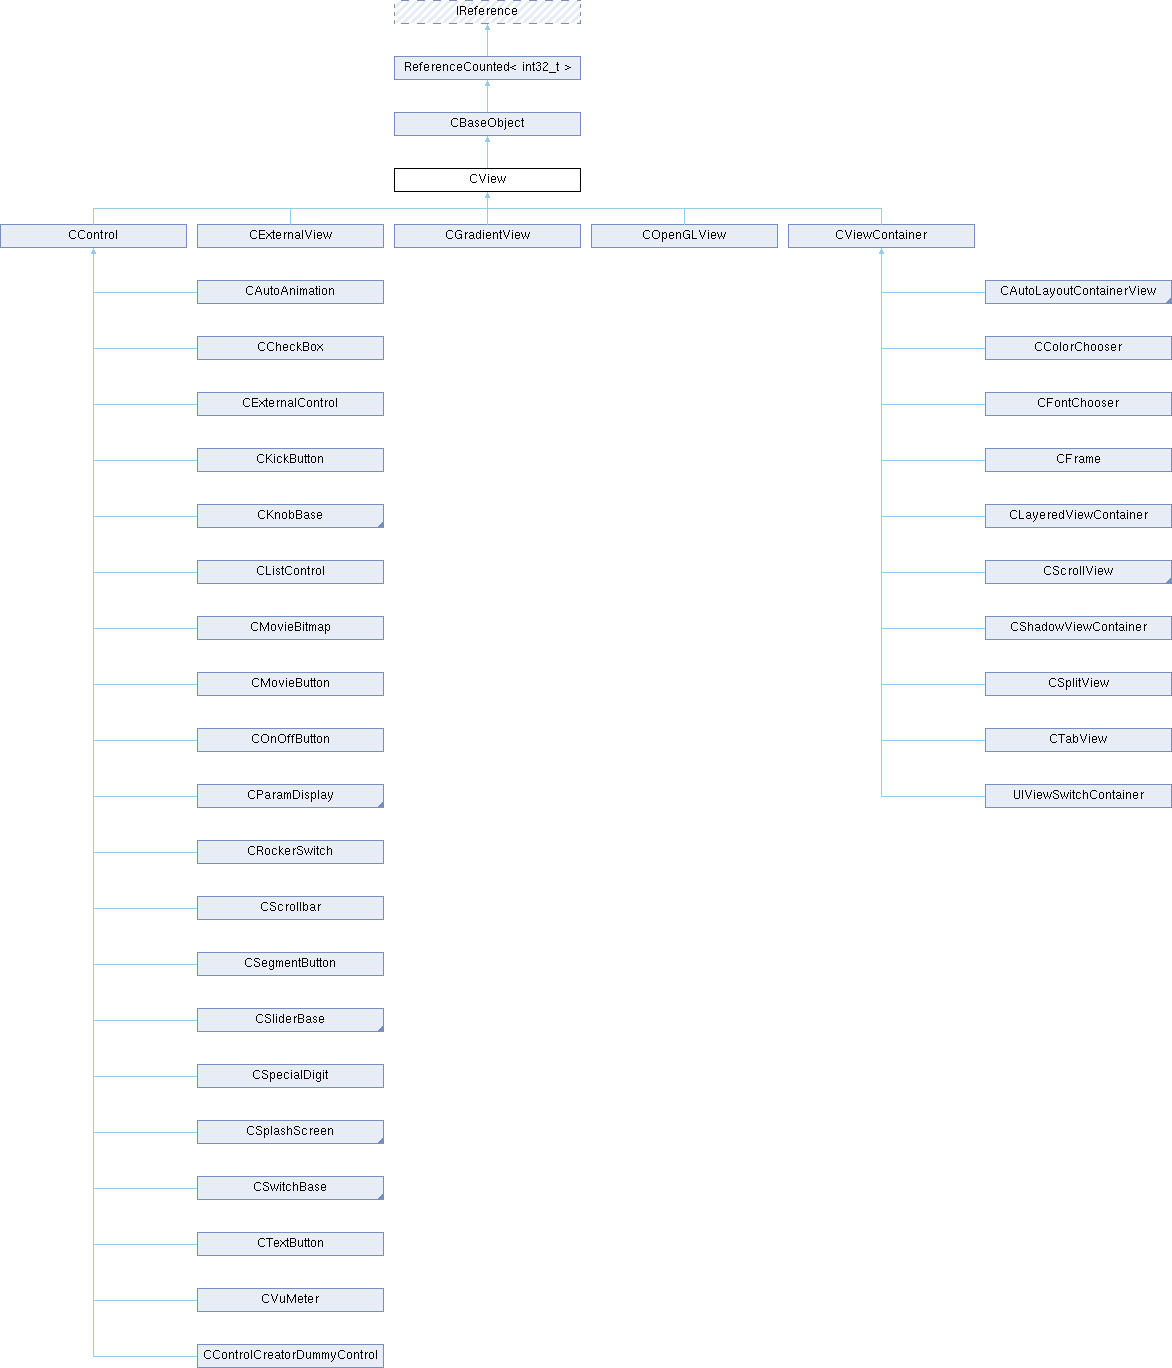 IReference
ReferenceCounted< int32_t >
CBaseObject
CView
CControl
CExternalView
CGradientView
COpenGLView
CViewContainer
CAutoAnimation
CAutoLayoutContainerView
CCheckBox
CColorChooser
CExternalControl
CFontChooser
CKickButton
CFrame
CKnobBase
CLayeredViewContainer
CListControl
CScrollView
CMovieBitmap
CShadowViewContainer
CMovieButton
CSplitView
COnOffButton
CTabView
CParamDisplay
UIViewSwitchContainer
CRockerSwitch
CScrollbar
CSegmentButton
CSliderBase
CSpecialDigit
CSplashScreen
CSwitchBase
CTextButton
CVuMeter
CControlCreatorDummyControl